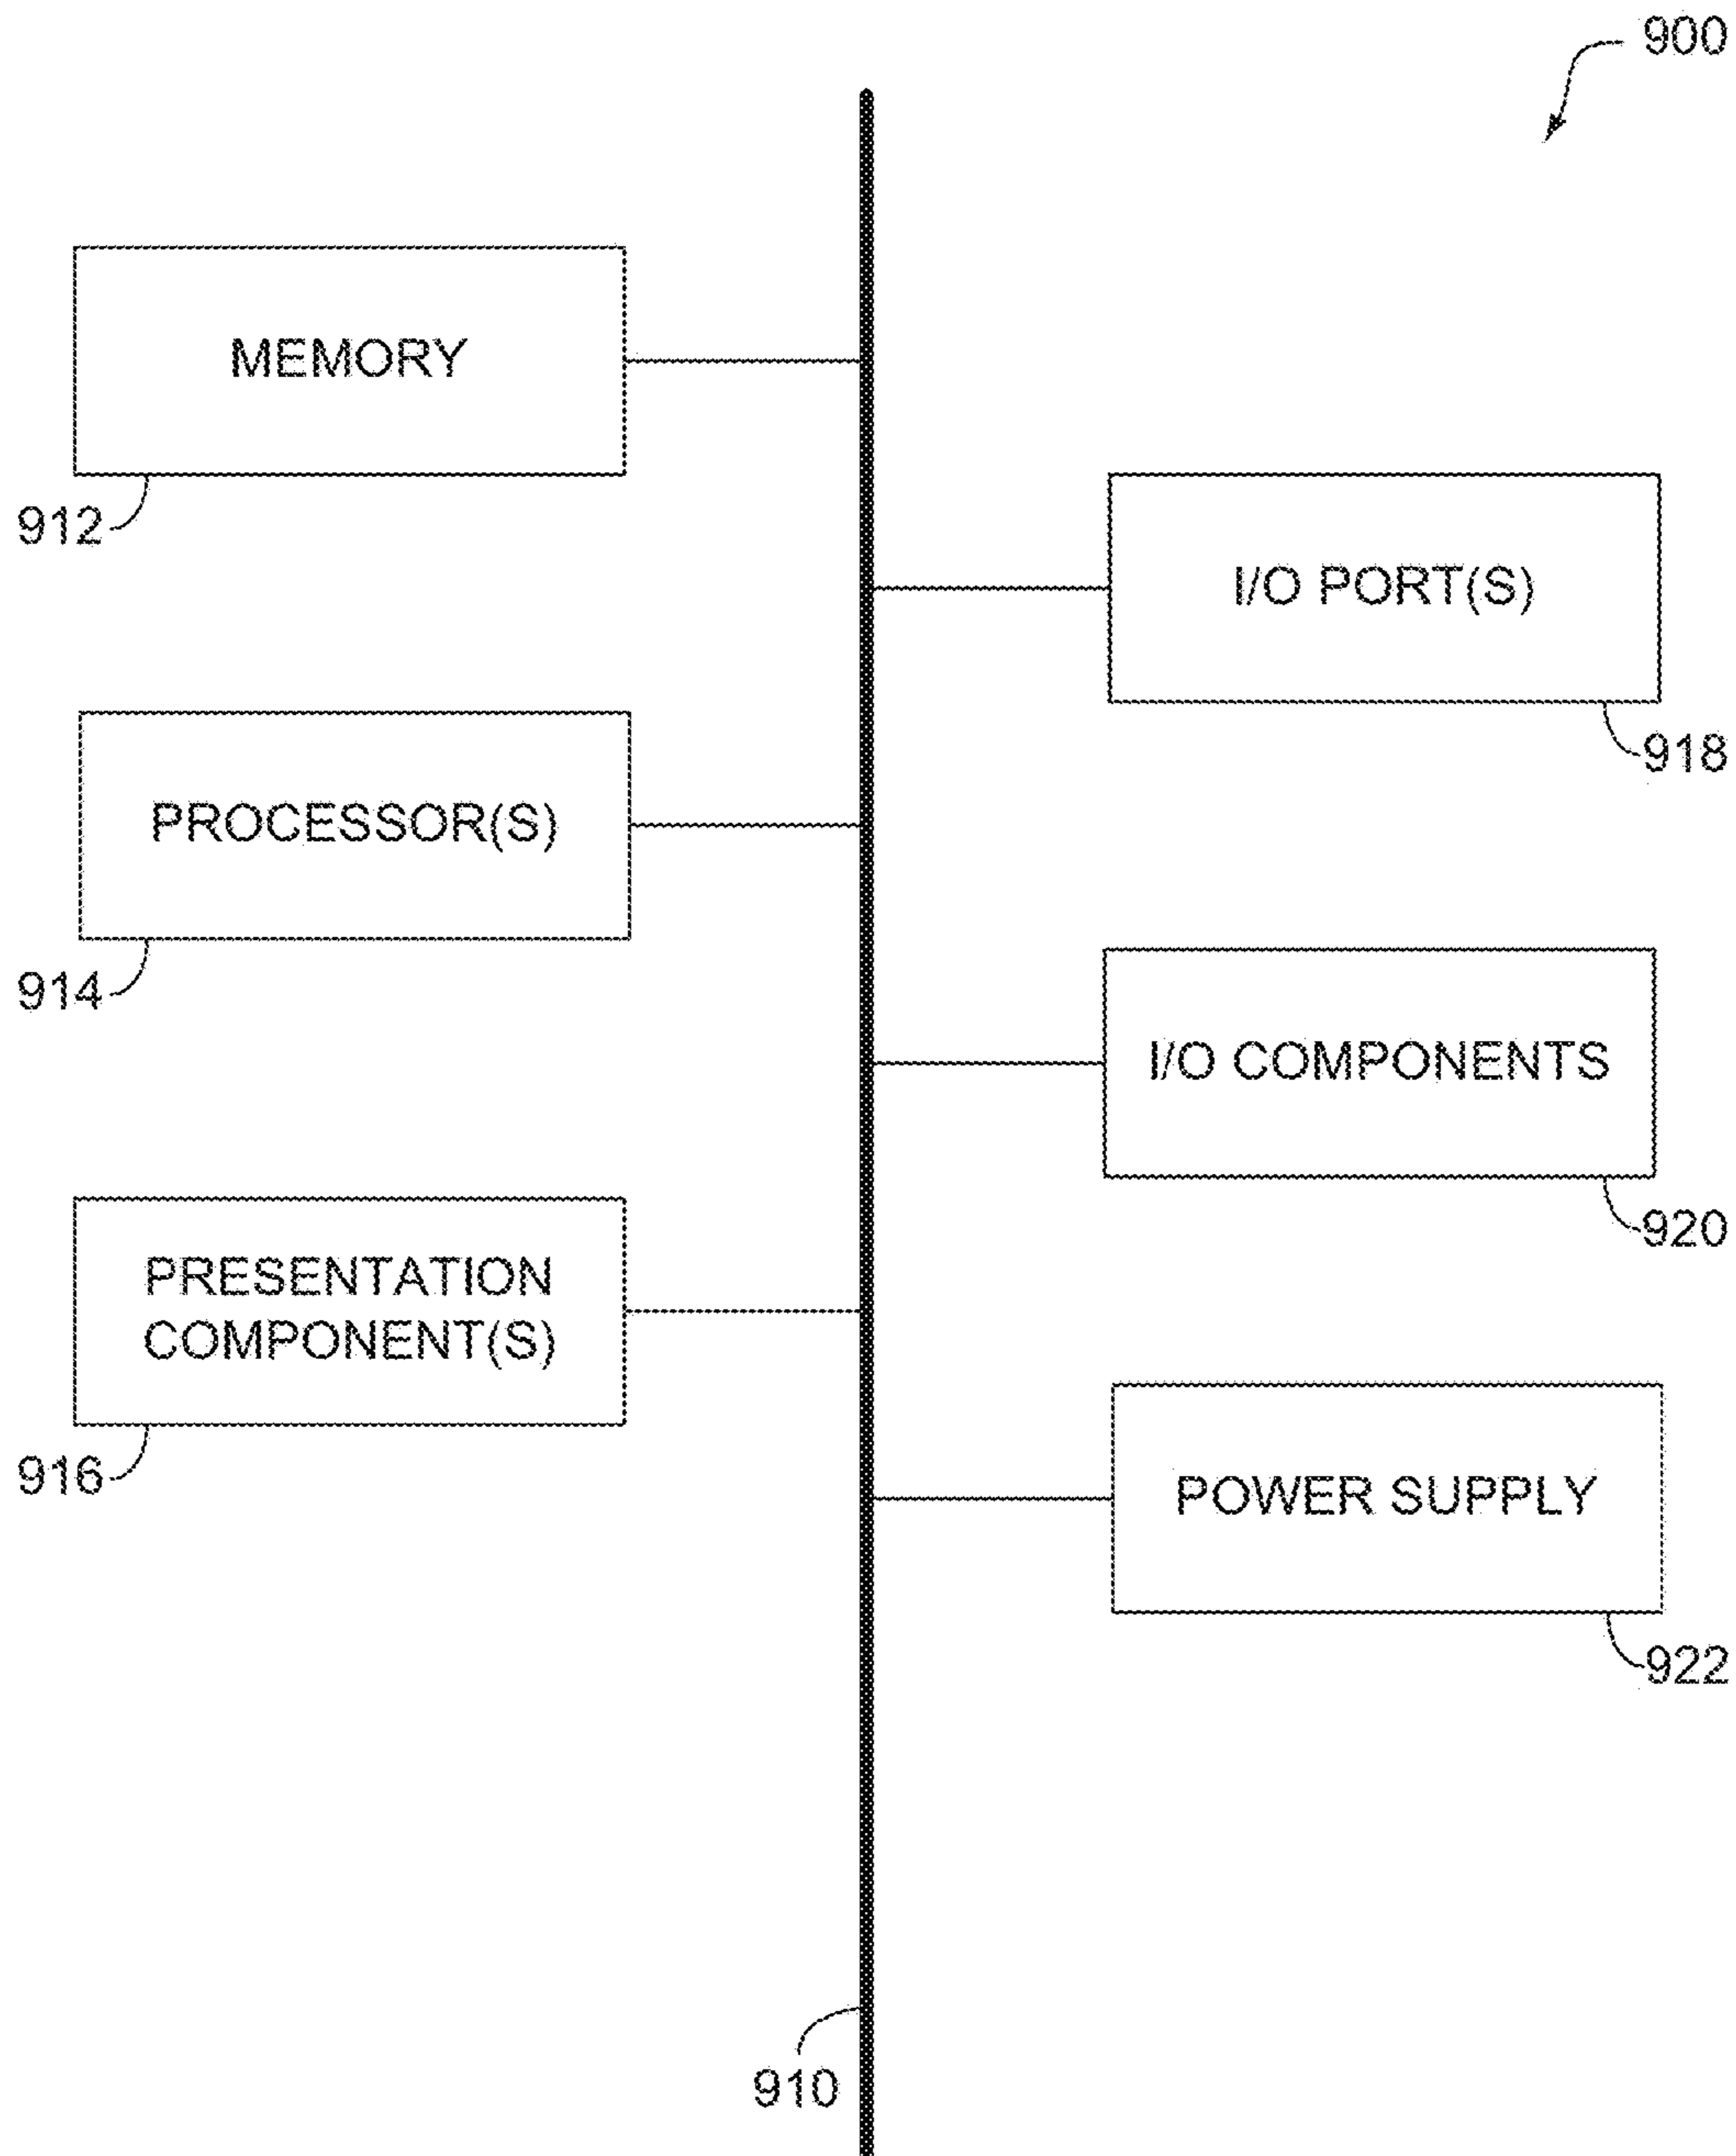 900
MEMORY
912
I/O PORT(S)
918
PROCESSOR(S)
914
I/O COMPONENTS
920
PRESENTATION
COMPONENT(S)
916
POWER SUPPLY
922
910